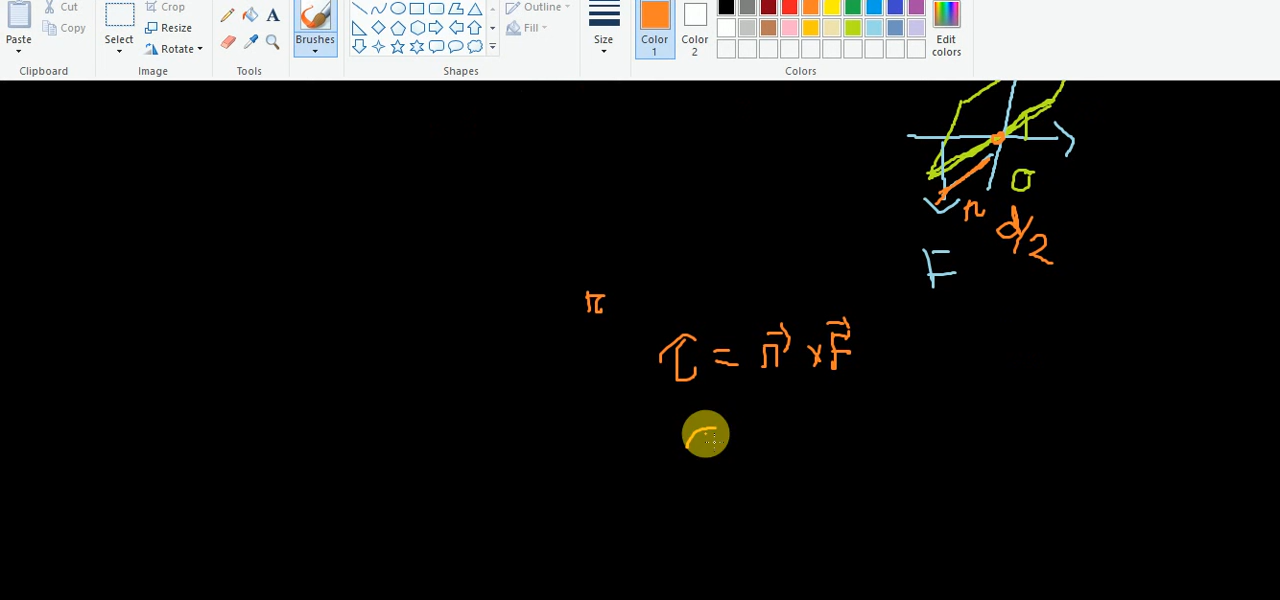 Crop
Outline
Paste
Copy
Select
Resize
Rotate
Brushes
Fill
Size
Color 1
Color 2
Edit colors
Clipboard
Image
Tools
Shapes
Colors
A
θ
r
d/2
F
τ = r⃗ × F⃗